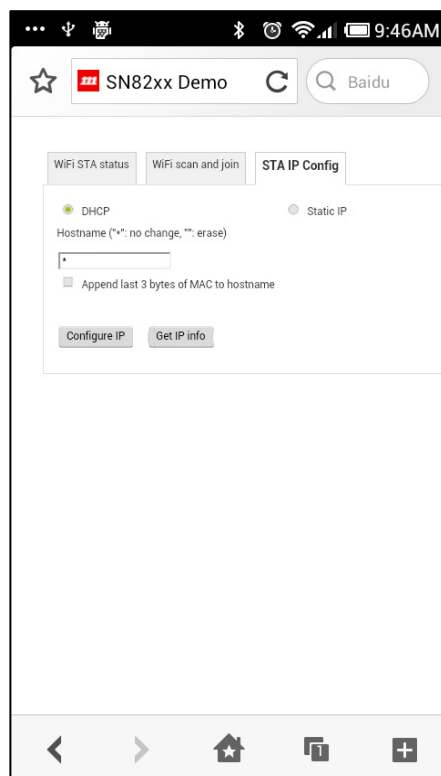 9:46AM
m SN82xx Demo Baidu
WiFi STA status WiFi scan and join STA IP Config
DHCP Static IP
Hostname ("*": no change, "": erase)
*
Append last 3 bytes of MAC to hostname
Configure IP Get IP info
1